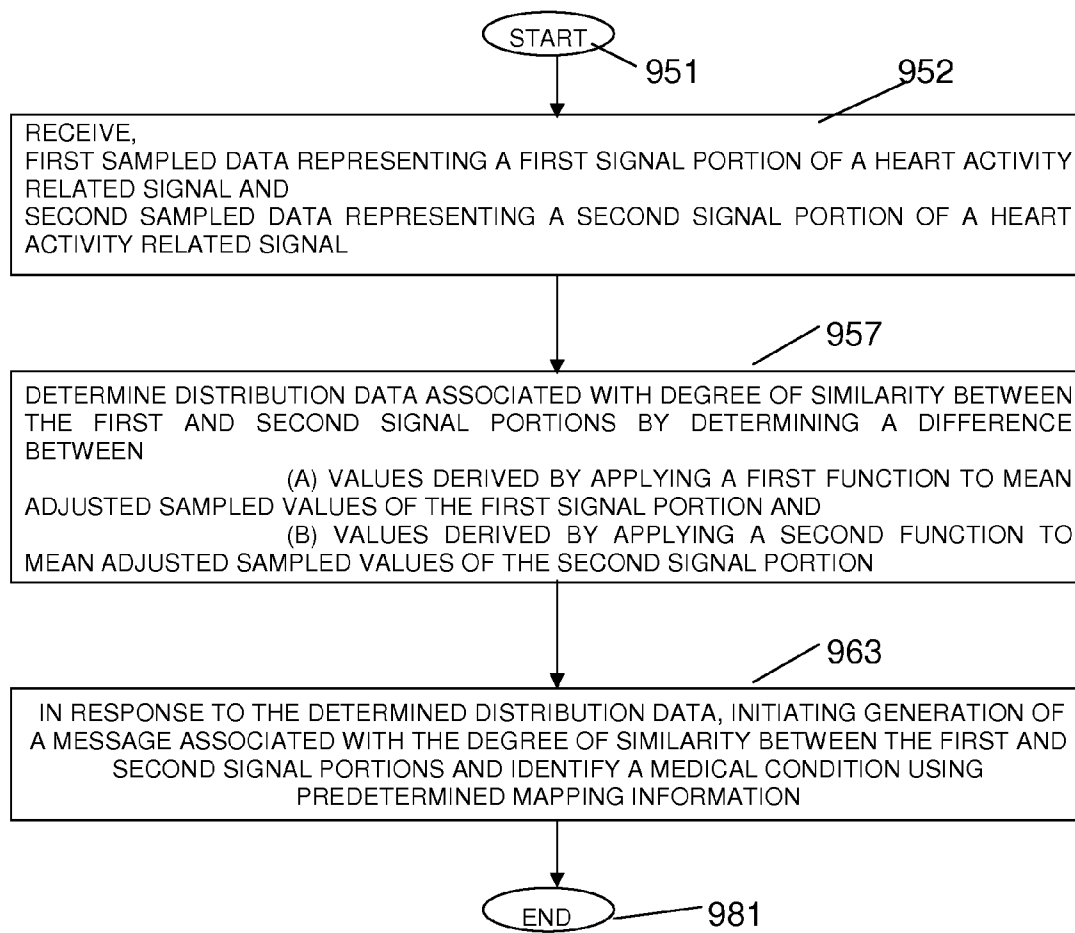 START
951
952
RECEIVE,
FIRST SAMPLED DATA REPRESENTING A FIRST SIGNAL PORTION OF A HEART ACTIVITY
RELATED SIGNAL AND
SECOND SAMPLED DATA REPRESENTING A SECOND SIGNAL PORTION OF A HEART
ACTIVITY RELATED SIGNAL
957
DETERMINE DISTRIBUTION DATA ASSOCIATED WITH DEGREE OF SIMILARITY BETWEEN
THE FIRST AND SECOND SIGNAL PORTIONS BY DETERMINING A DIFFERENCE
BETWEEN
(A) VALUES DERIVED BY APPLYING A FIRST FUNCTION TO MEAN
ADJUSTED SAMPLED VALUES OF THE FIRST SIGNAL PORTION AND
(B) VALUES DERIVED BY APPLYING A SECOND FUNCTION TO
MEAN ADJUSTED SAMPLED VALUES OF THE SECOND SIGNAL PORTION
963
IN RESPONSE TO THE DETERMINED DISTRIBUTION DATA, INITIATING GENERATION OF
A MESSAGE ASSOCIATED WITH THE DEGREE OF SIMILARITY BETWEEN THE FIRST AND
SECOND SIGNAL PORTIONS AND IDENTIFY A MEDICAL CONDITION USING
PREDETERMINED MAPPING INFORMATION
END
981